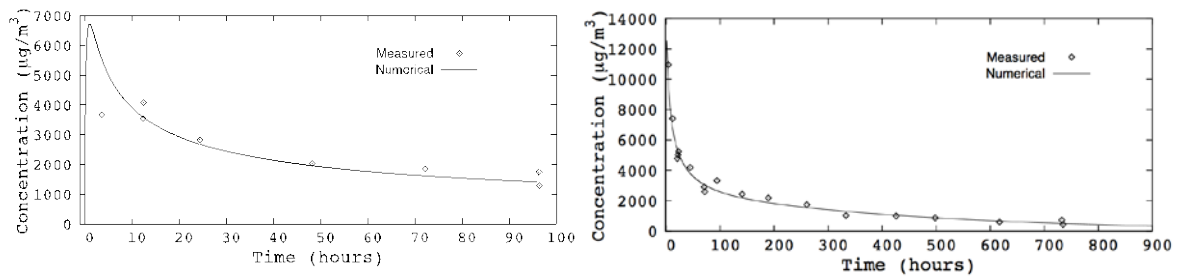 7000
6000
5000
4000
3000
2000
1000
0
Concentration (μg/m³)
Measured
Numerical
0 10 20 30 40 50 60 70 80 90 100
Time (hours)
14000
12000
10000
8000
6000
4000
2000
0
Concentration (μg/m³)
Measured
Numerical
0 100 200 300 400 500 600 700 800 900
Time (hours)